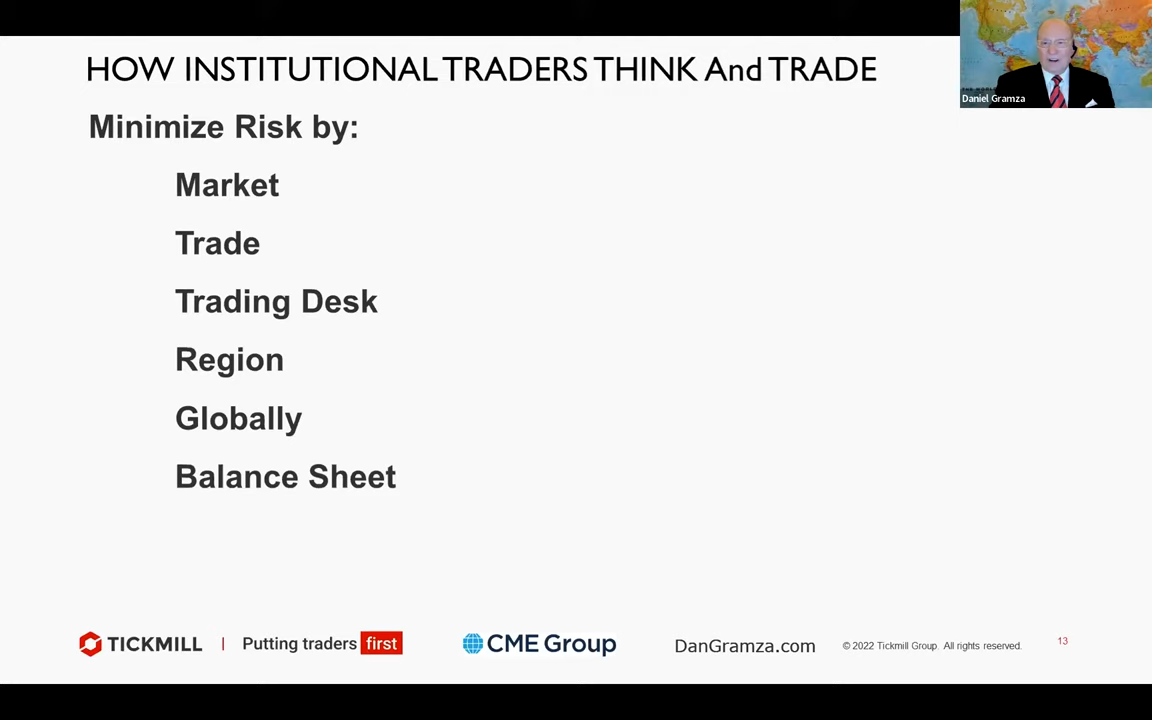 HOW INSTITUTIONAL TRADERS THINK And TRADE
Daniel Gramza
Minimize Risk by:
Market
Trade
Trading Desk
Region
Globally
Balance Sheet
TICKMILL | Putting traders first
CME Group
DanGramza.com
© 2022 Tickmill Group. All rights reserved.
13